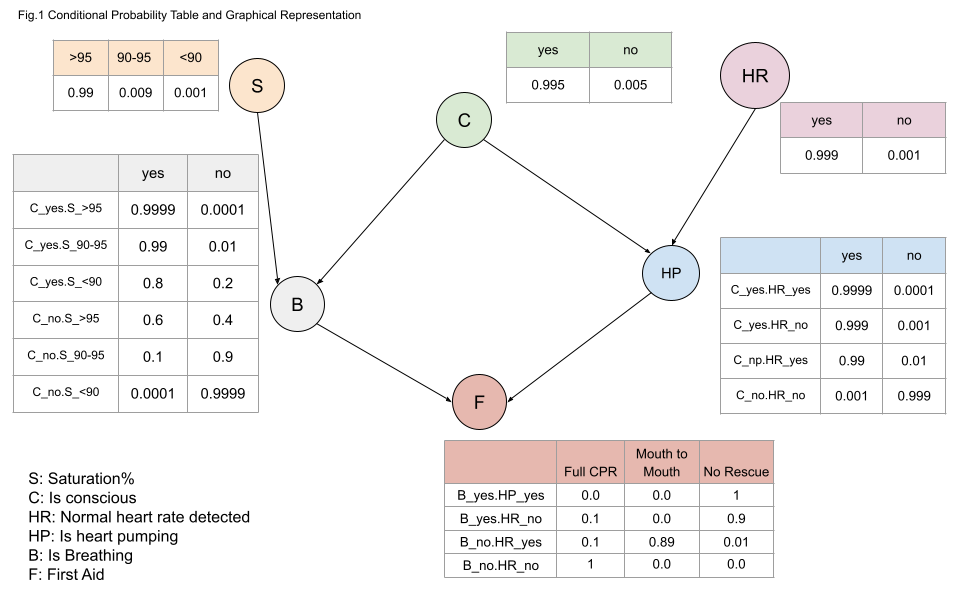 Fig.1 Conditional Probability Table and Graphical Representation
>95 90-95 <90
0.99 0.009 0.001
S
yes no
0.995 0.005
C
HR
yes no
0.999 0.001
yes no
C_yes.S_>95 0.9999 0.0001
C_yes.S_90-95 0.99 0.01
C_yes.S_<90 0.8 0.2
C_no.S_>95 0.6 0.4
C_no.S_90-95 0.1 0.9
C_no.S_<90 0.0001 0.9999
B
HP
yes no
C_yes.HR_yes 0.9999 0.0001
C_yes.HR_no 0.999 0.001
C_np.HR_yes 0.99 0.01
C_no.HR_no 0.001 0.999
F
Full CPR Mouth to Mouth No Rescue
B_yes.HP_yes 0.0 0.0 1
B_yes.HR_no 0.1 0.0 0.9
B_no.HR_yes 0.1 0.89 0.01
B_no.HR_no 1 0.0 0.0
S: Saturation%
C: Is conscious
HR: Normal heart rate detected
HP: Is heart pumping
B: Is Breathing
F: First Aid